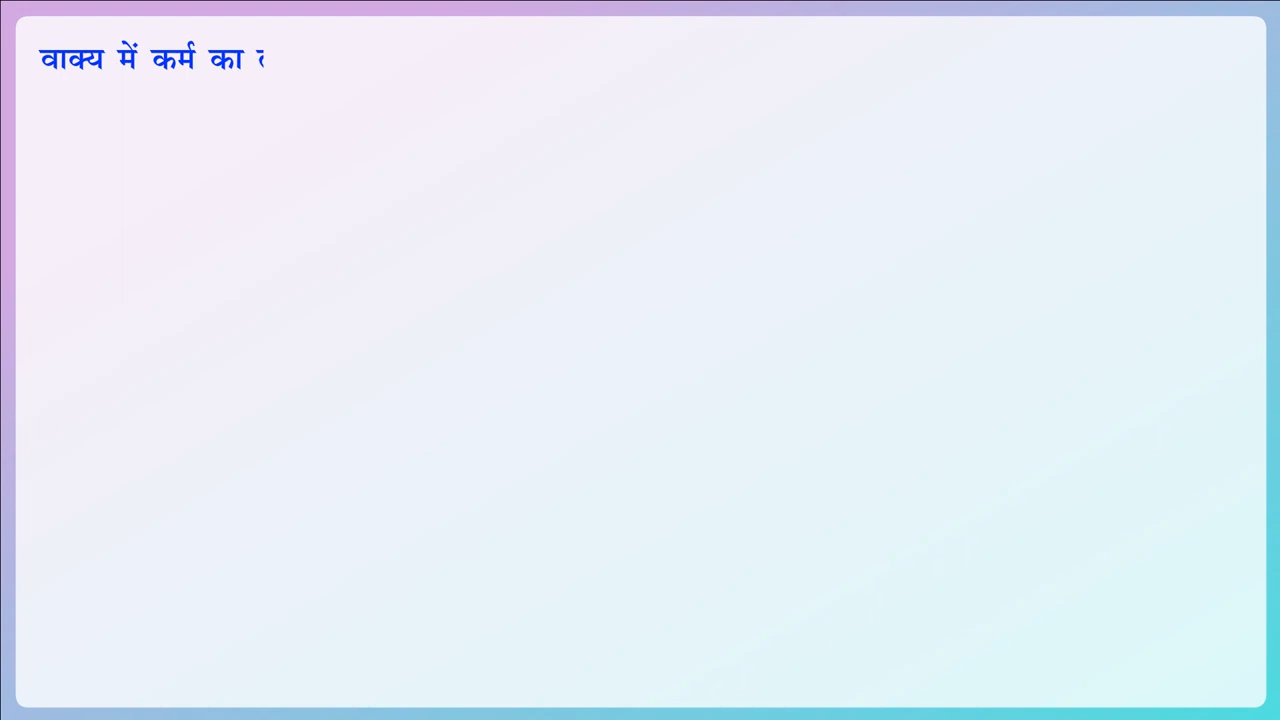 वाक्य में कर्म का